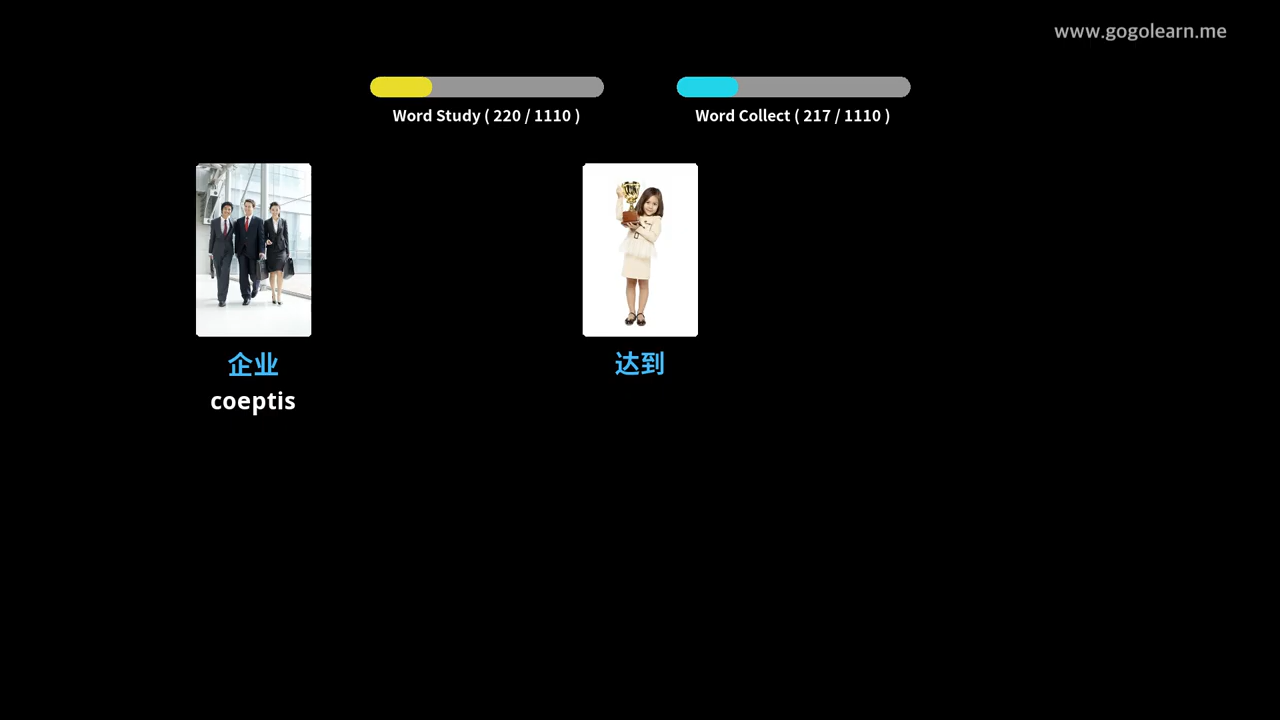 www.gogolearn.me
Word Study ( 220 / 1110 )
Word Collect ( 217 / 1110 )
企业
coeptis
达到